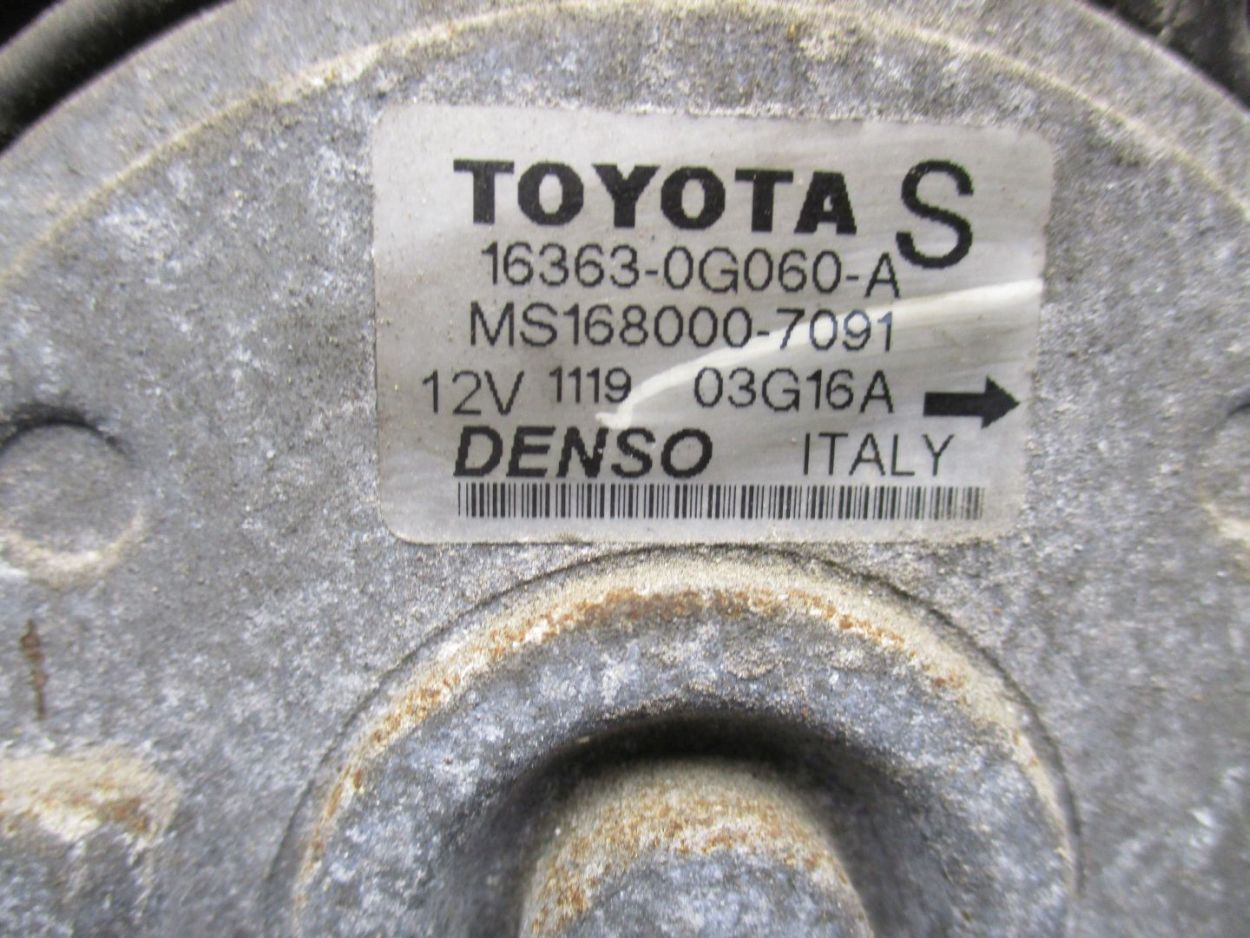 TOYOTA S
16363-0G060-A
MS168000-7091
12V 1119 03G16A
DENSO ITALY